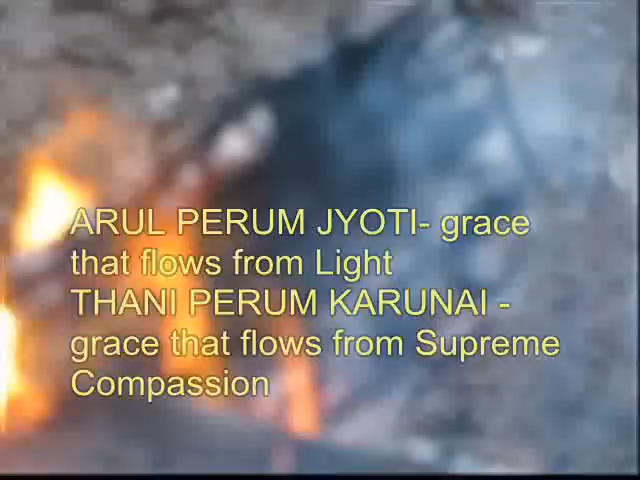 ARUL PERUM JYOTI- grace
that flows from Light
THANI PERUM KARUNAI -
grace that flows from Supreme
Compassion